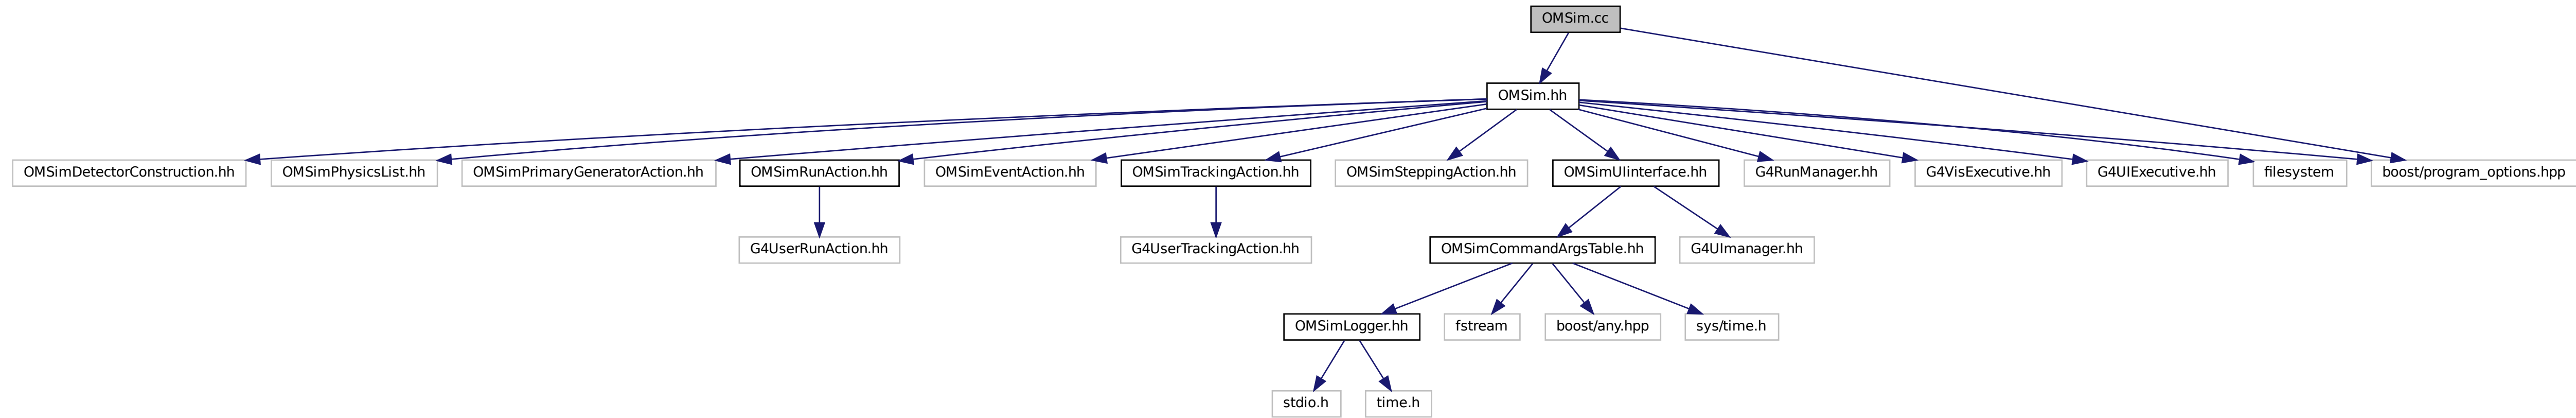 OMSim.cc
OMSim.hh
OMSimDetectorConstruction.hh
OMSimPhysicsList.hh
OMSimPrimaryGeneratorAction.hh
OMSimRunAction.hh
OMSimEventAction.hh
OMSimTrackingAction.hh
OMSimSteppingAction.hh
OMSimUIinterface.hh
G4RunManager.hh
G4VisExecutive.hh
G4UIExecutive.hh
filesystem
boost/program_options.hpp
G4UserRunAction.hh
G4UserTrackingAction.hh
OMSimCommandArgsTable.hh
G4UImanager.hh
OMSimLogger.hh
fstream
boost/any.hpp
sys/time.h
stdio.h
time.h